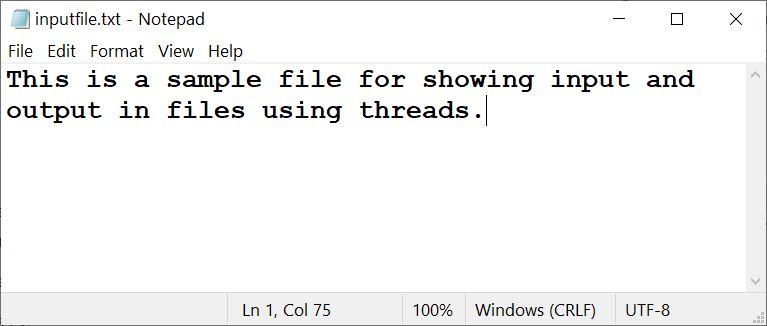 inputfile.txt - Notepad
File Edit Format View Help
This is a sample file for showing input and
output in files using threads.
Ln 1, Col 75 100% Windows (CRLF) UTF-8